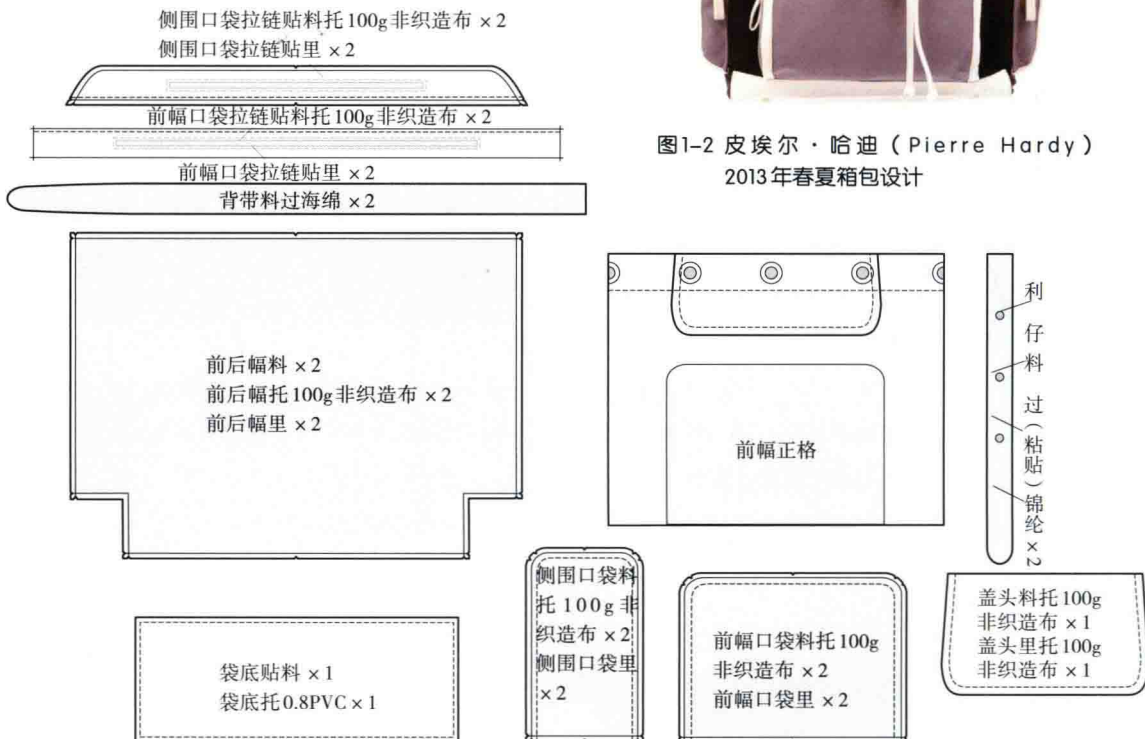 侧围口袋拉链贴料托100g非织造布×2
侧围口袋拉链贴里×2
前幅口袋拉链贴料托100g非织造布×2
前幅口袋拉链贴里×2
背带料过海绵×2
图1-2 皮埃尔·哈迪（Pierre Hardy）
2013年春夏箱包设计
前后幅料×2
前后幅托100g非织造布×2
前后幅里×2
前幅正格
利仔料过(粘贴)锦纶×2
袋底贴料×1
袋底托0.8PVC×1
侧围口袋料
托100g非
织造布×2
侧围口袋里
×2
前幅口袋料托100g
非织造布×2
前幅口袋里×2
盖头料托100g
非织造布×1
盖头里托100g
非织造布×1